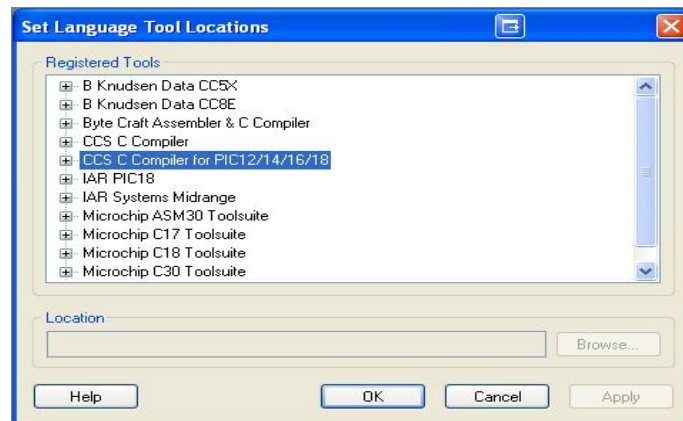 Set Language Tool Locations
Registered Tools
B Knudsen Data CC5X
B Knudsen Data CC8E
Byte Craft Assembler & C Compiler
CCS C Compiler
CCS C Compiler for PIC12/14/16/18
IAR PIC18
IAR Systems Midrange
Microchip ASM30 Toolsuite
Microchip C17 Toolsuite
Microchip C18 Toolsuite
Microchip C30 Toolsuite
Location
Browse...
Help OK Cancel Apply